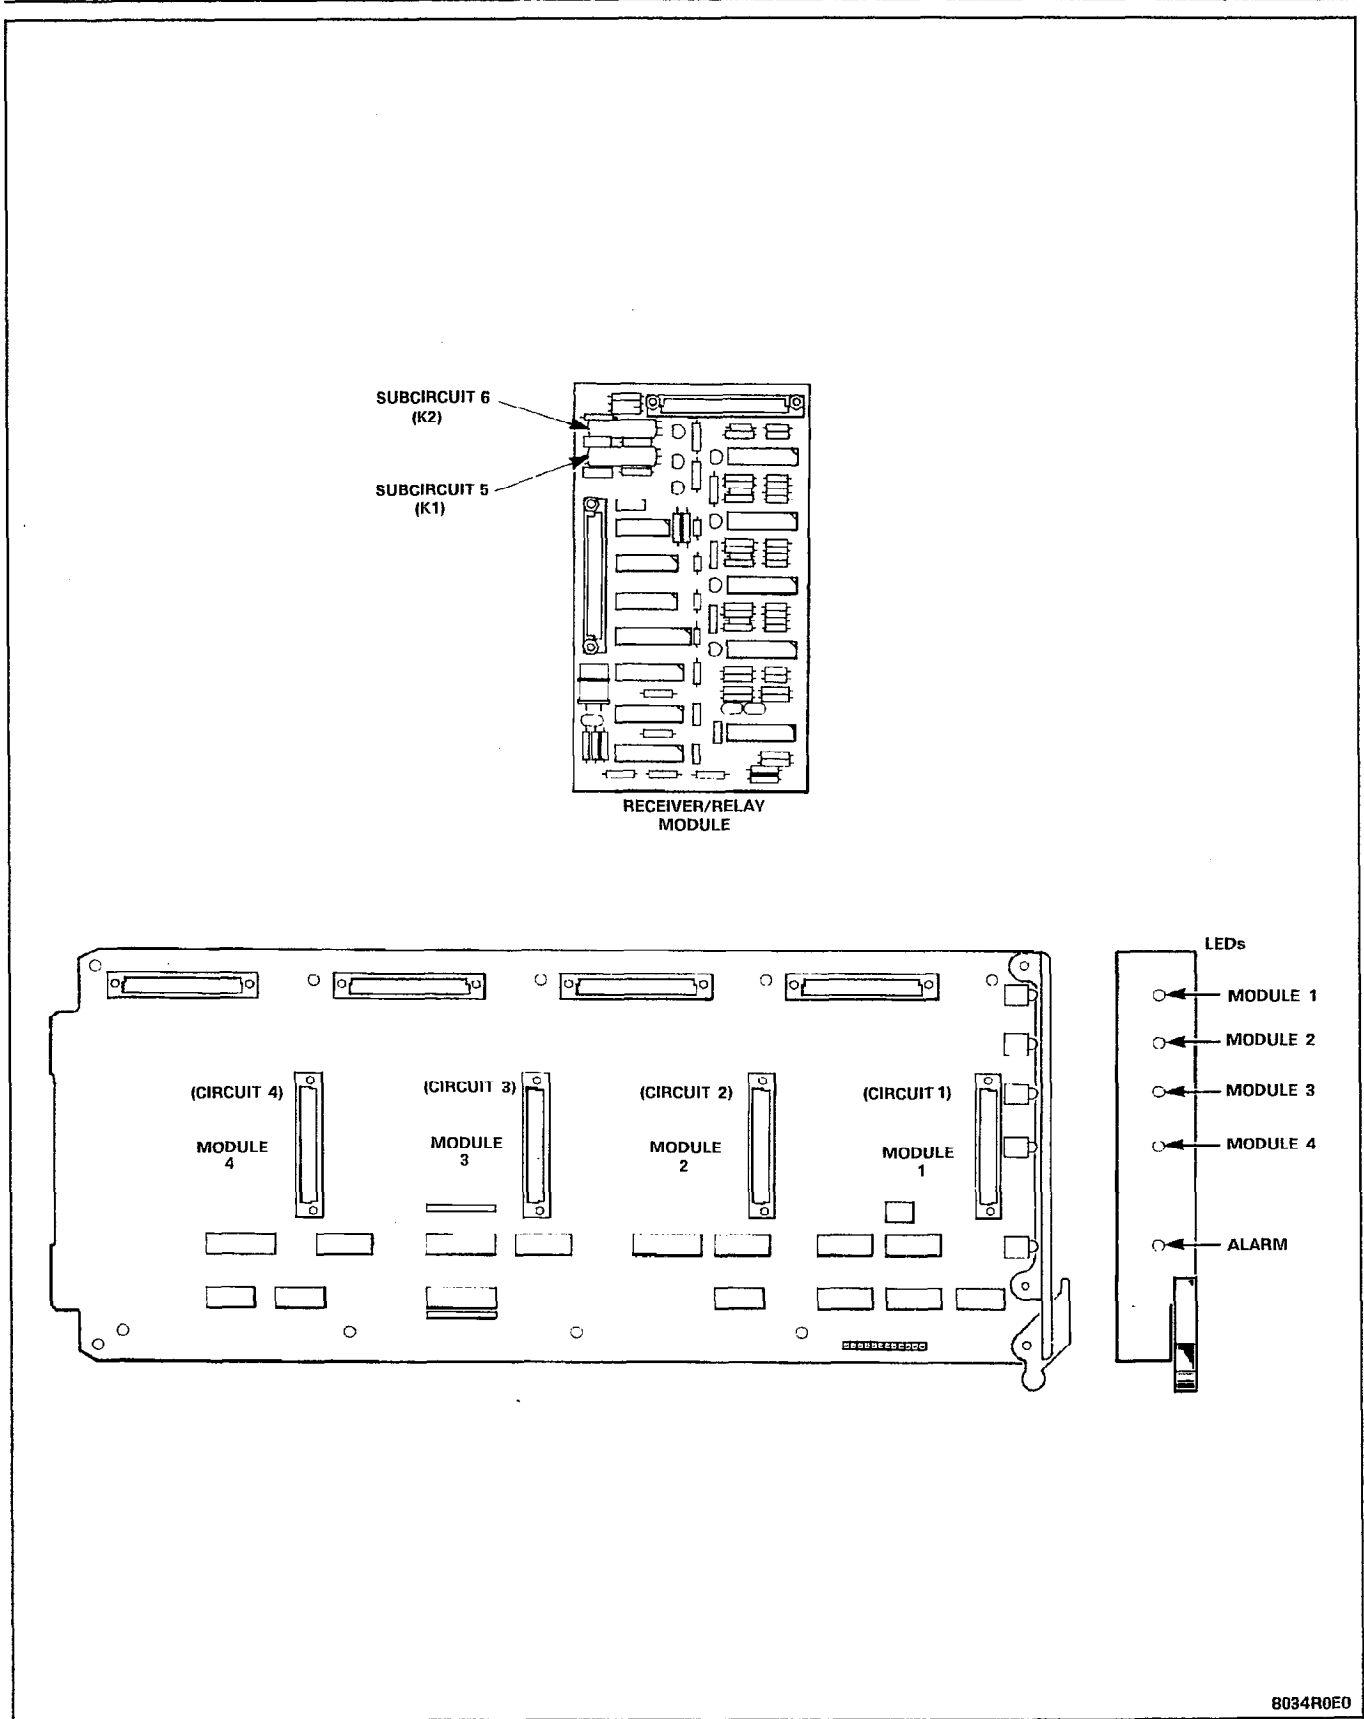 SUBCIRCUIT 6
(K2)
SUBCIRCUIT 5
(K1)
RECEIVER/RELAY
MODULE
LEDs
MODULE 1
MODULE 2
MODULE 3
MODULE 4
ALARM
(CIRCUIT 4)
MODULE
4
(CIRCUIT 3)
MODULE
3
(CIRCUIT 2)
MODULE
2
(CIRCUIT 1)
MODULE
1
8034R0E0